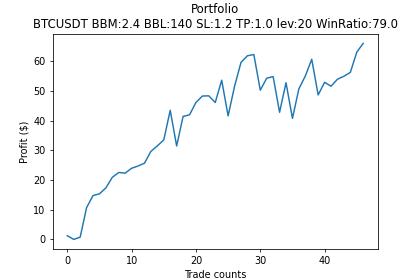 Portfolio
BTCUSDT BBM:2.4 BBL:140 SL:1.2 TP:1.0 lev:20 WinRatio:79.0
Profit ($)
60
50
40
30
20
10
0
0 10 20 30 40
Trade counts